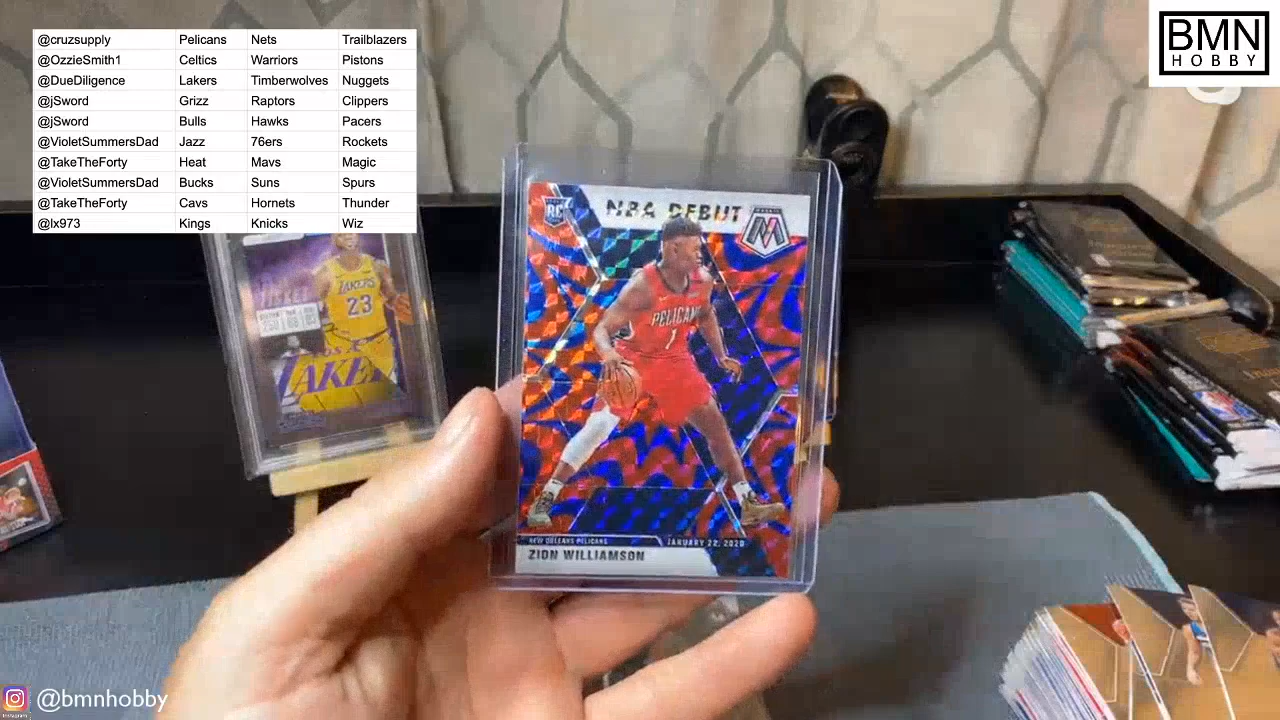 @cruzsupply Pelicans Nets Trailblazers
@OzzieSmith1 Celtics Warriors Pistons
@DueDiligence Lakers Timberwolves Nuggets
@jSword Grizz Raptors Clippers
@jSword Bulls Hawks Pacers
@VioletSummersDad Jazz 76ers Rockets
@TakeTheForty Heat Mavs Magic
@VioletSummersDad Bucks Suns Spurs
@TakeTheForty Cavs Hornets Thunder
BMN
HOBBY
RC
NBA DEBUT
MOSAIC
PELICANS
1
NEW ORLEANS PELICANS JANUARY 22, 2020
ZION WILLIAMSON
LAKERS
23
Kings Knicks Wiz
@bmnhobby
Instagram